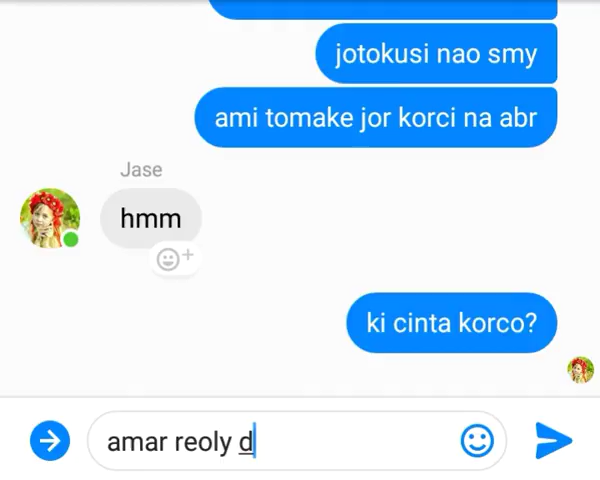 jotokusi nao smy
ami tomake jor korci na abr
Jase
hmm
ki cinta korco?
amar reoly d